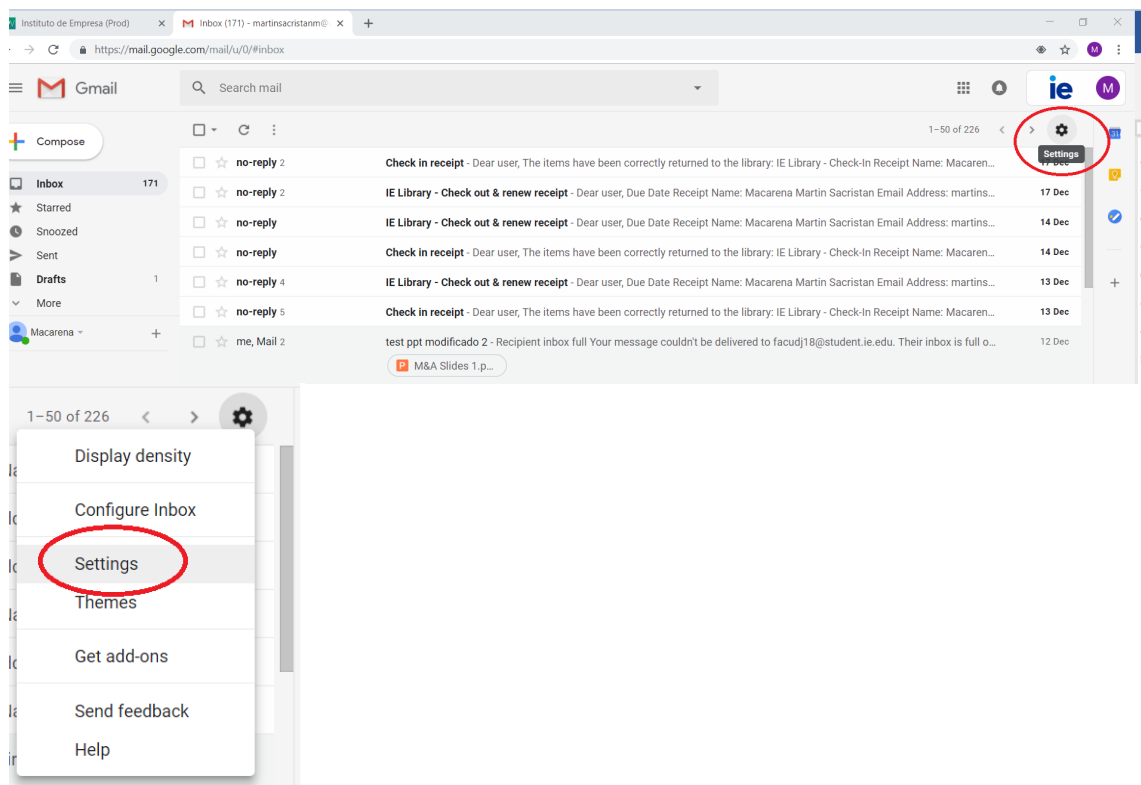 Instituto de Empresa (Prod) × Inbox (171) - martinsacristanm@ × +
https://mail.google.com/mail/u/0/#inbox M
Gmail Search mail ie M
Compose 1–50 of 226 31
Settings
no-reply 2 Check in receipt - Dear user, The items have been correctly returned to the library: IE Library - Check-In Receipt Name: Macaren... 17 Dec
Inbox 171 no-reply 2 IE Library - Check out & renew receipt - Dear user, Due Date Receipt Name: Macarena Martin Sacristan Email Address: martins... 17 Dec
Starred
no-reply IE Library - Check out & renew receipt - Dear user, Due Date Receipt Name: Macarena Martin Sacristan Email Address: martins... 14 Dec
Snoozed
Sent no-reply Check in receipt - Dear user, The items have been correctly returned to the library: IE Library - Check-In Receipt Name: Macaren... 14 Dec
Drafts 1 no-reply 4 IE Library - Check out & renew receipt - Dear user, Due Date Receipt Name: Macarena Martin Sacristan Email Address: martins... 13 Dec
More
no-reply 5 Check in receipt - Dear user, The items have been correctly returned to the library: IE Library - Check-In Receipt Name: Macaren... 13 Dec
Macarena + me, Mail 2 test ppt modificado 2 - Recipient inbox full Your message couldn't be delivered to facudj18@student.ie.edu. Their inbox is full o... 12 Dec
P M&A Slides 1.p...
1–50 of 226
Display density
Configure Inbox
Settings
Themes
Get add-ons
Send feedback
Help